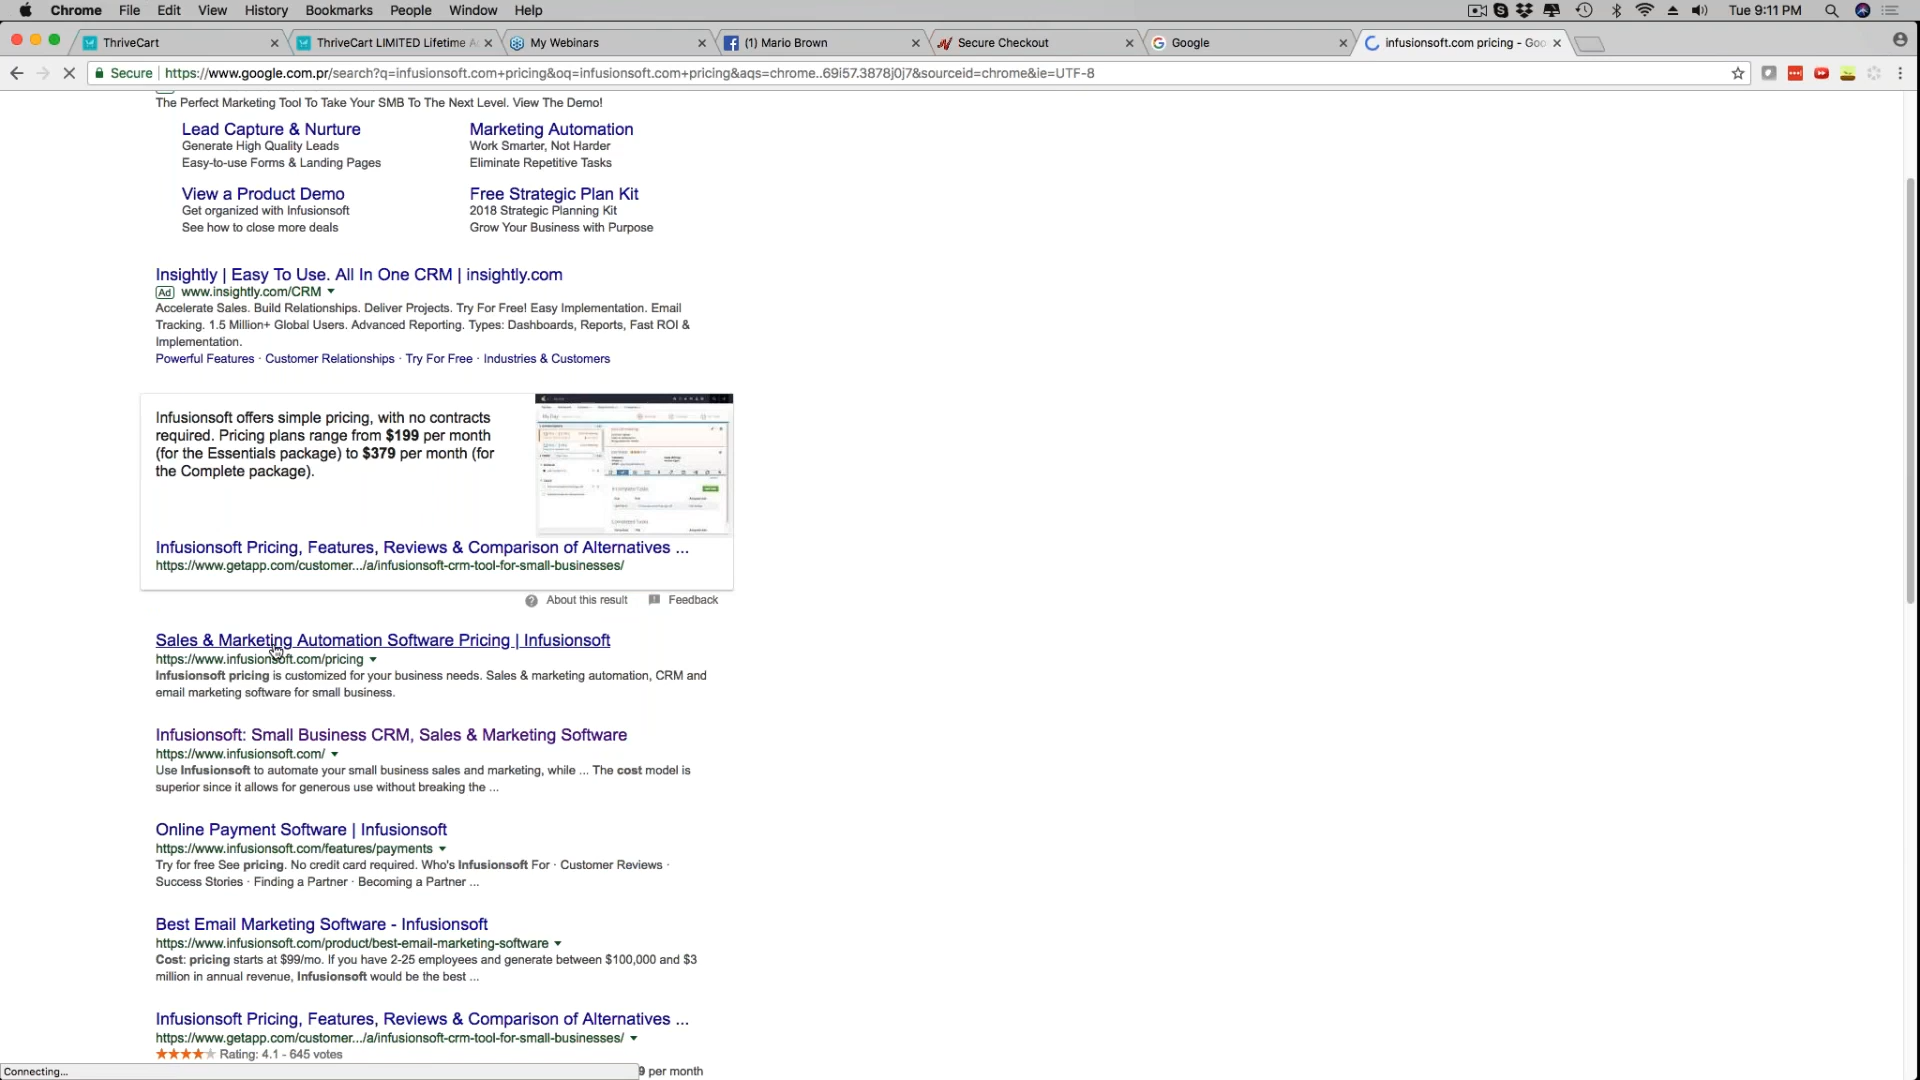 Chrome File Edit View History Bookmarks People Window Help
Tue 9:11 PM
ThriveCart
ThriveCart LIMITED Lifetime A
My Webinars
(1) Mario Brown
Secure Checkout
Google
infusionsoft.com pricing - Goo
Secure https://www.google.com.pr/search?q=infusionsoft.com+pricing&oq=infusionsoft.com+pricing&aqs=chrome..69i57.3878j0j7&sourceid=chrome&ie=UTF-8
The Perfect Marketing Tool To Take Your SMB To The Next Level. View The Demo!
Lead Capture & Nurture
Generate High Quality Leads
Easy-to-use Forms & Landing Pages
Marketing Automation
Work Smarter, Not Harder
Eliminate Repetitive Tasks
View a Product Demo
Get organized with Infusionsoft
See how to close more deals
Free Strategic Plan Kit
2018 Strategic Planning Kit
Grow Your Business with Purpose
Insightly | Easy To Use. All In One CRM | insightly.com
Ad www.insightly.com/CRM
Accelerate Sales. Build Relationships. Deliver Projects. Try For Free! Easy Implementation. Email
Tracking. 1.5 Million+ Global Users. Advanced Reporting. Types: Dashboards, Reports, Fast ROI &
Implementation.
Powerful Features · Customer Relationships · Try For Free · Industries & Customers
Infusionsoft offers simple pricing, with no contracts
required. Pricing plans range from $199 per month
(for the Essentials package) to $379 per month (for
the Complete package).
Infusionsoft Pricing, Features, Reviews & Comparison of Alternatives ...
https://www.getapp.com/customer.../a/infusionsoft-crm-tool-for-small-businesses/
About this result Feedback
Sales & Marketing Automation Software Pricing | Infusionsoft
https://www.infusionsoft.com/pricing
Infusionsoft pricing is customized for your business needs. Sales & marketing automation, CRM and
email marketing software for small business.
Infusionsoft: Small Business CRM, Sales & Marketing Software
https://www.infusionsoft.com/
Use Infusionsoft to automate your small business sales and marketing, while ... The cost model is
superior since it allows for generous use without breaking the ...
Online Payment Software | Infusionsoft
https://www.infusionsoft.com/features/payments
Try for free See pricing. No credit card required. Who's Infusionsoft For · Customer Reviews ·
Success Stories · Finding a Partner · Becoming a Partner ...
Best Email Marketing Software - Infusionsoft
https://www.infusionsoft.com/product/best-email-marketing-software
Cost: pricing starts at $99/mo. If you have 2-25 employees and generate between $100,000 and $3
million in annual revenue, Infusionsoft would be the best ...
Infusionsoft Pricing, Features, Reviews & Comparison of Alternatives ...
https://www.getapp.com/customer.../a/infusionsoft-crm-tool-for-small-businesses/
Rating: 4.1 - 645 votes
Connecting...
9 per month